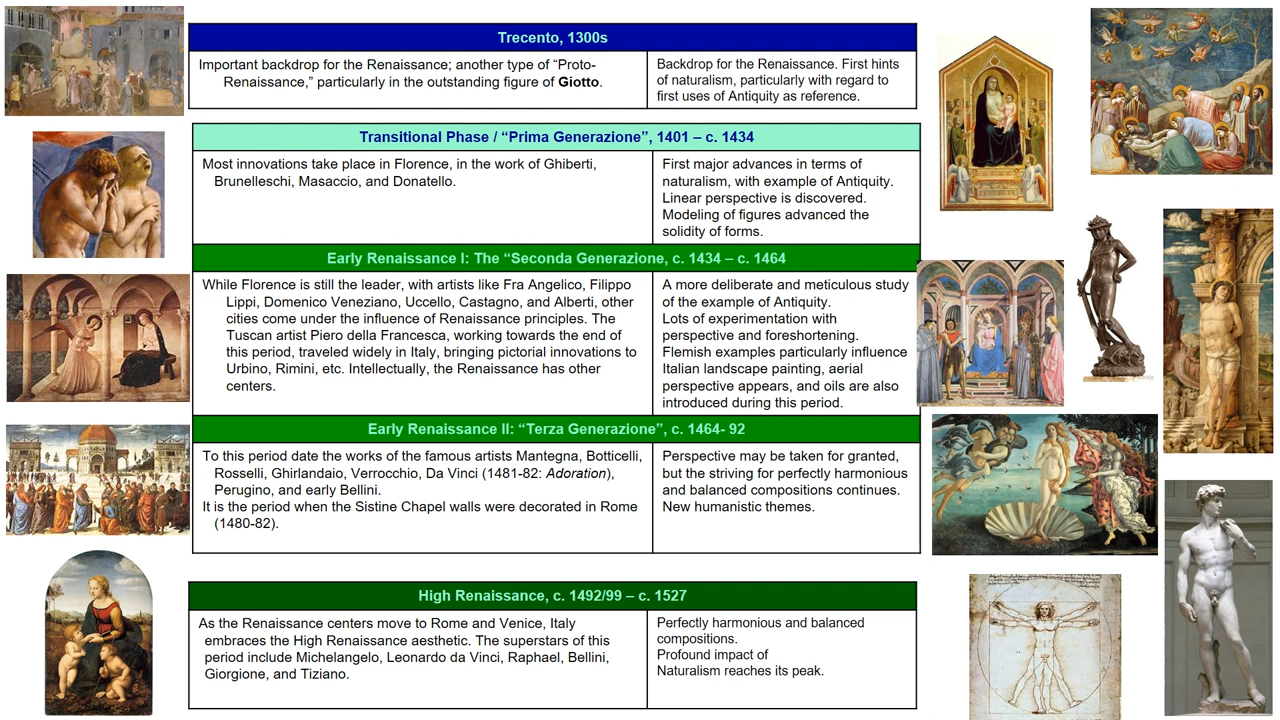 Trecento, 1300s
Important backdrop for the Renaissance; another type of “Proto-
Renaissance,” particularly in the outstanding figure of Giotto.
Backdrop for the Renaissance. First hints
of naturalism, particularly with regard to
first uses of Antiquity as reference.
Transitional Phase / “Prima Generazione”, 1401 – c. 1434
Most innovations take place in Florence, in the work of Ghiberti,
Brunelleschi, Masaccio, and Donatello.
First major advances in terms of
naturalism, with example of Antiquity.
Linear perspective is discovered.
Modeling of figures advanced the
solidity of forms.
Early Renaissance I: The “Seconda Generazione, c. 1434 – c. 1464
While Florence is still the leader, with artists like Fra Angelico, Filippo
Lippi, Domenico Veneziano, Uccello, Castagno, and Alberti, other
cities come under the influence of Renaissance principles. The
Tuscan artist Piero della Francesca, working towards the end of
this period, traveled widely in Italy, bringing pictorial innovations to
Urbino, Rimini, etc. Intellectually, the Renaissance has other
centers.
A more deliberate and meticulous study
of the example of Antiquity.
Lots of experimentation with
perspective and foreshortening.
Flemish examples particularly influence
Italian landscape painting, aerial
perspective appears, and oils are also
introduced during this period.
Early Renaissance II: “Terza Generazione”, c. 1464- 92
To this period date the works of the famous artists Mantegna, Botticelli,
Rosselli, Ghirlandaio, Verrocchio, Da Vinci (1481-82: Adoration),
Perugino, and early Bellini.
It is the period when the Sistine Chapel walls were decorated in Rome
(1480-82).
Perspective may be taken for granted,
but the striving for perfectly harmonious
and balanced compositions continues.
New humanistic themes.
High Renaissance, c. 1492/99 – c. 1527
As the Renaissance centers move to Rome and Venice, Italy
embraces the High Renaissance aesthetic. The superstars of this
period include Michelangelo, Leonardo da Vinci, Raphael, Bellini,
Giorgione, and Tiziano.
Perfectly harmonious and balanced
compositions.
Profound impact of
Naturalism reaches its peak.